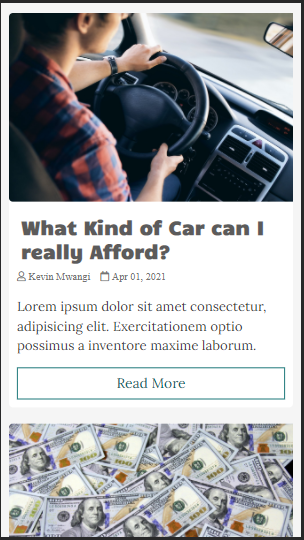 What Kind of Car can I
really Afford?
Kevin Mwangi Apr 01, 2021
Lorem ipsum dolor sit amet consectetur,
adipisicing elit. Exercitationem optio
possimus a inventore maxime laborum.
Read More